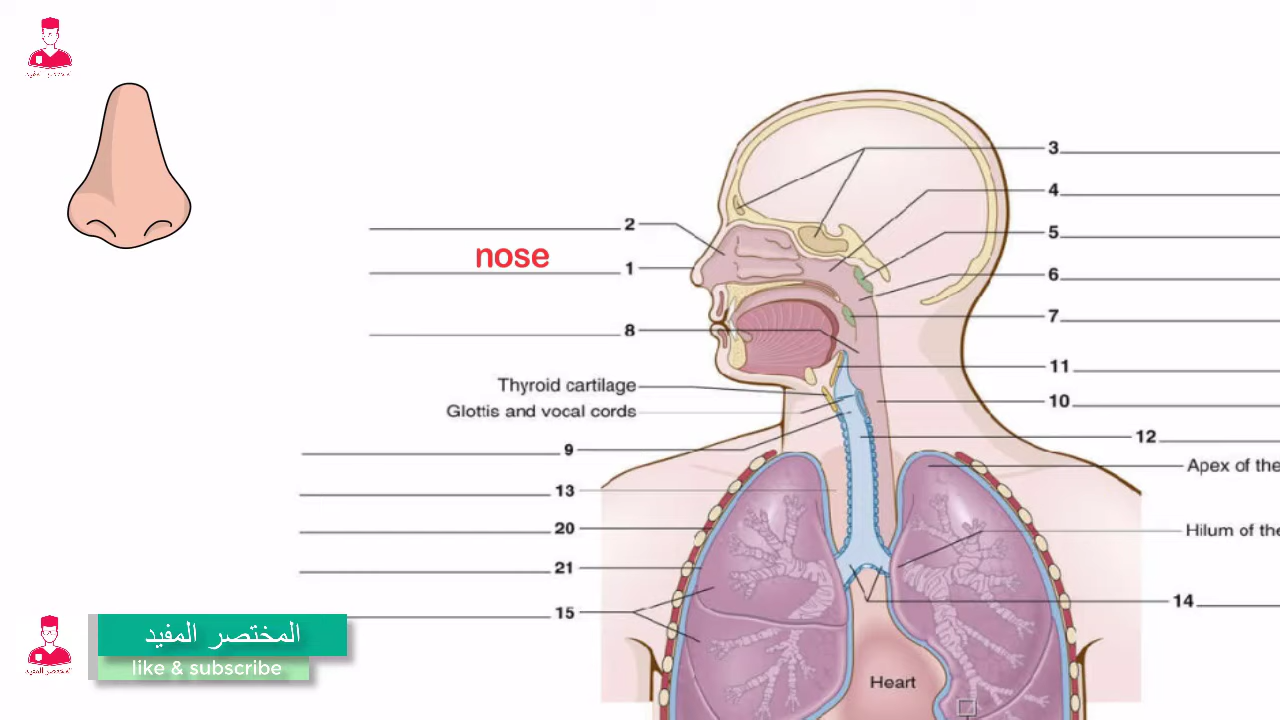 3
4
2
5
nose
1
6
7
8
11
Thyroid cartilage
10
Glottis and vocal cords
12
9
Apex of the
13
20
Hilum of the
21
14
15
المختصر المفيد
like & subscribe
Heart